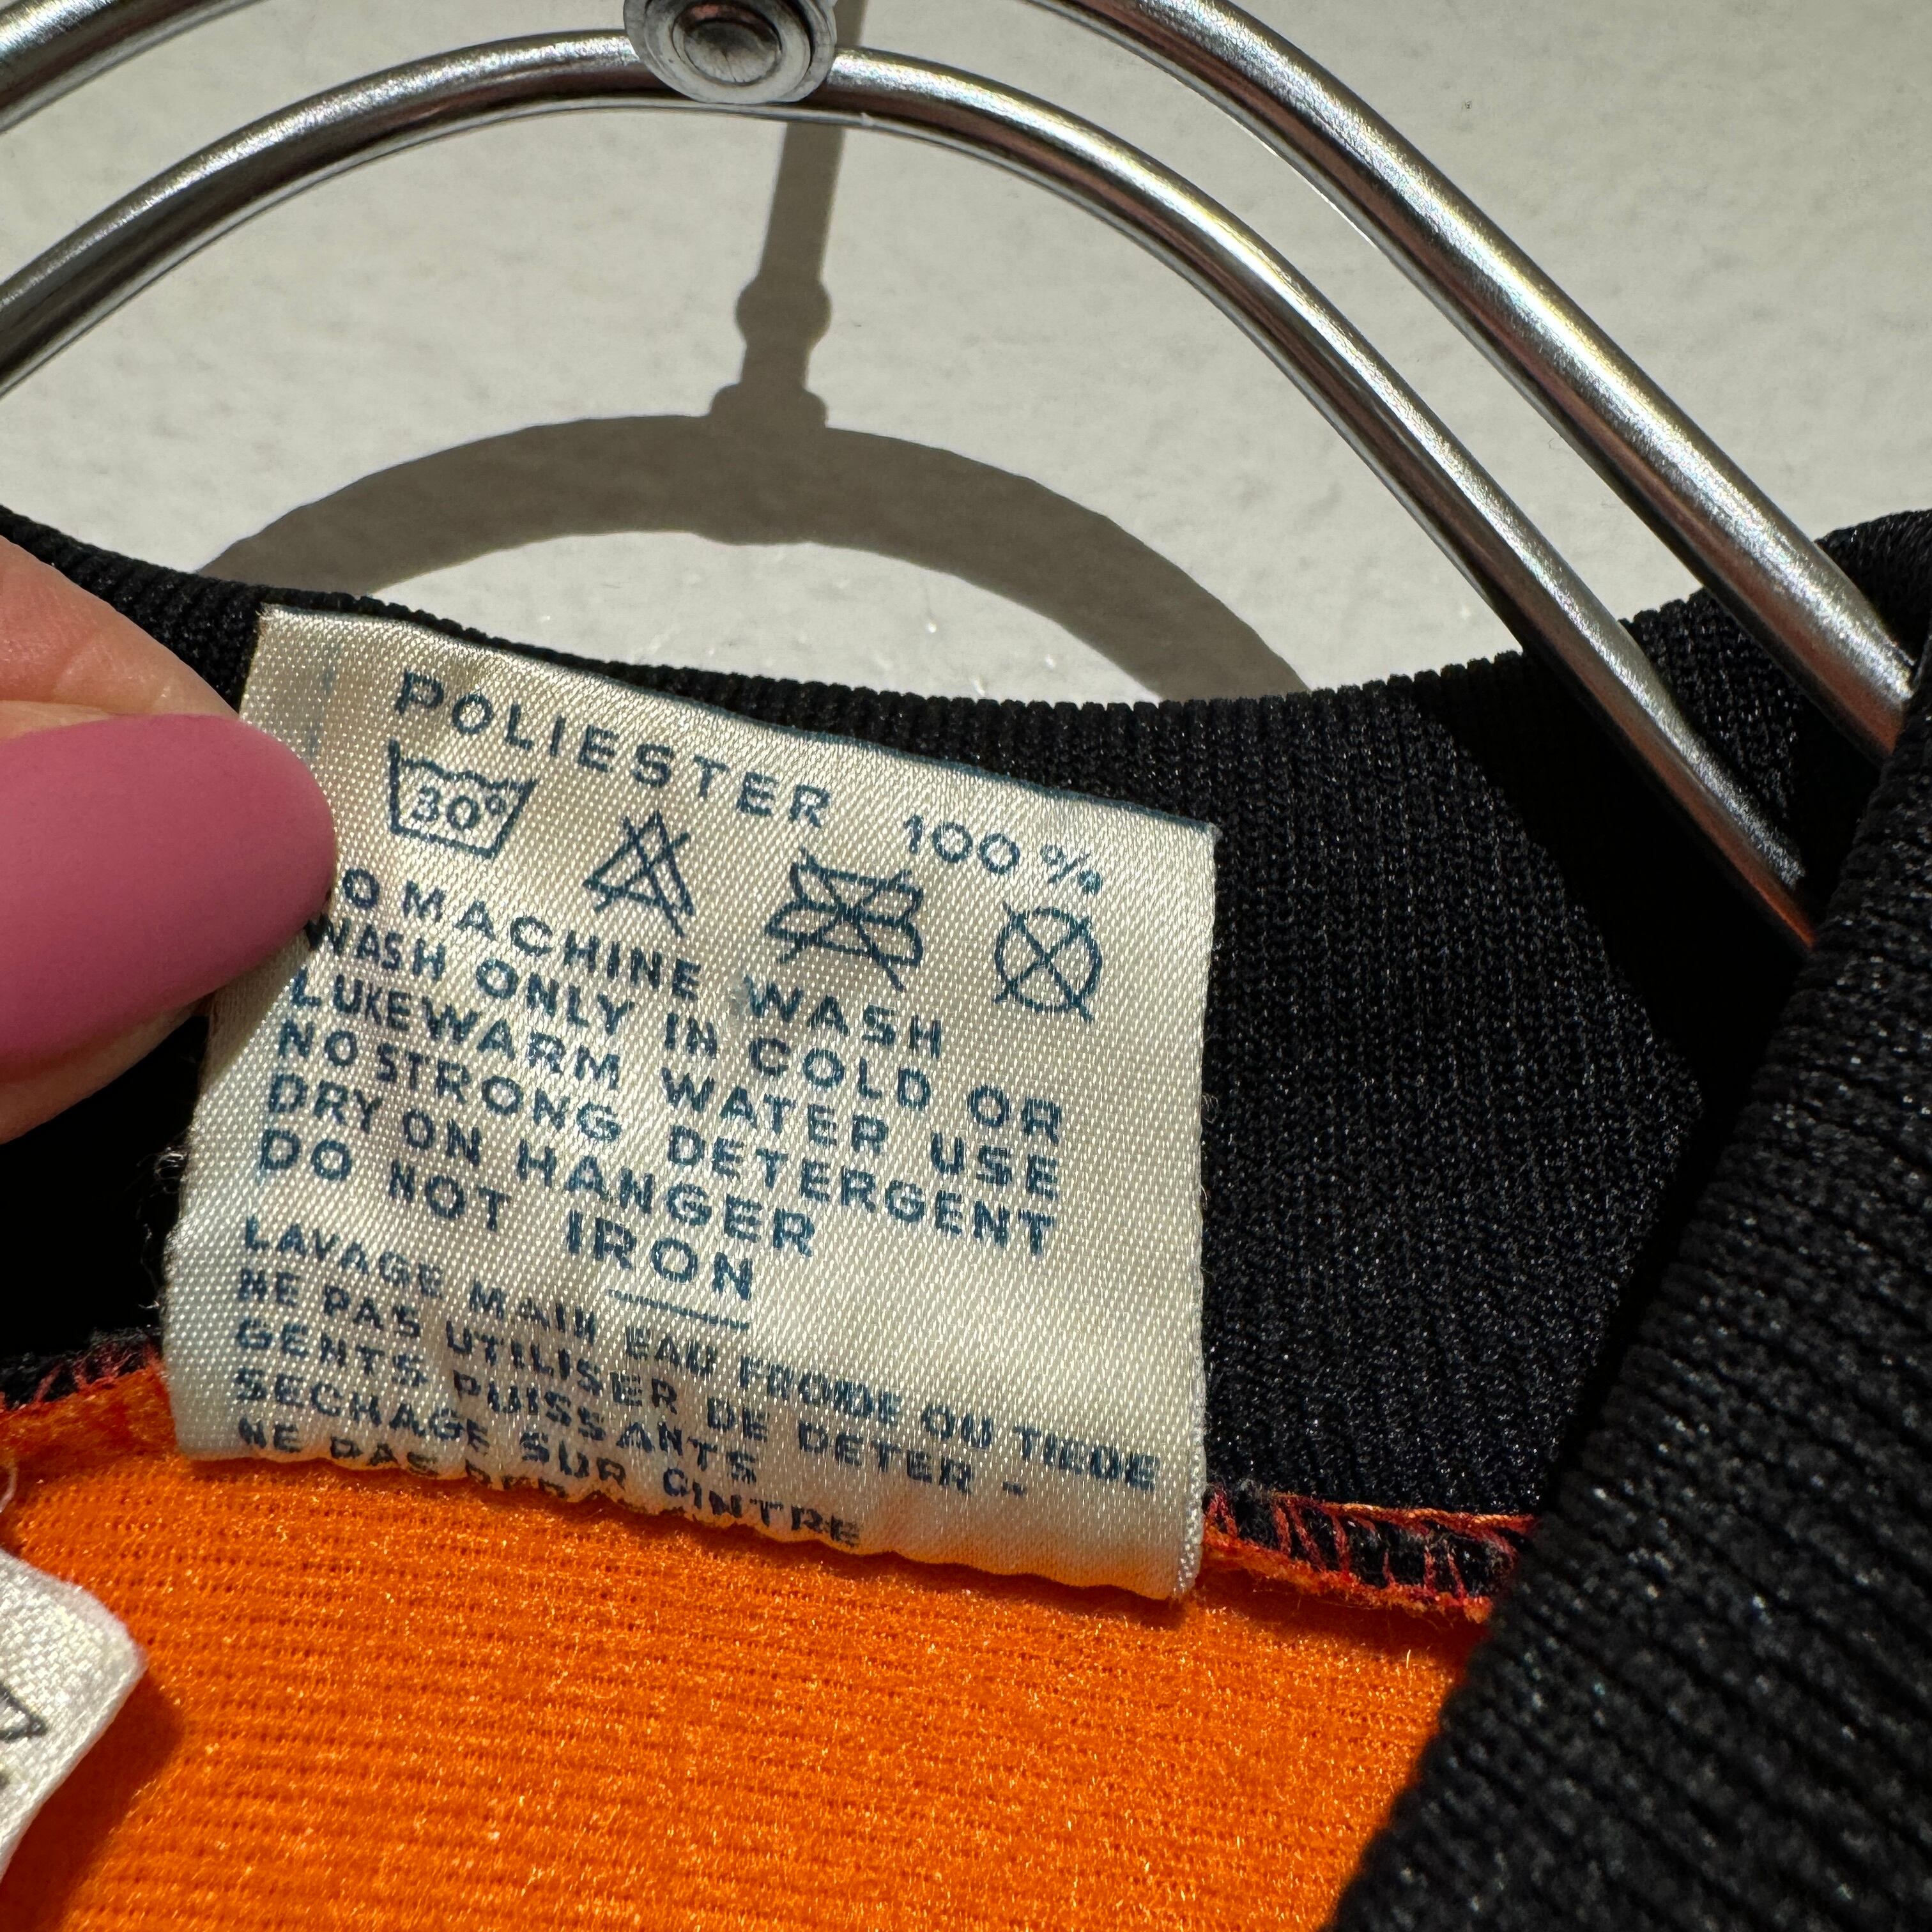 POLIESTER 100%
30°
MACHINE WASH
WASH ONLY IN COLD OR
LUKEWARM WATER USE
NO STRONG DETERGENT
DRY ON HANGER
DO NOT IRON
LAVAGE MAIN EAU FROIDE OU TIEDE
NE PAS UTILISER DE DETER -
GENTS PUISSANTS
SECHAGE SUR CINTRE
NE PAS